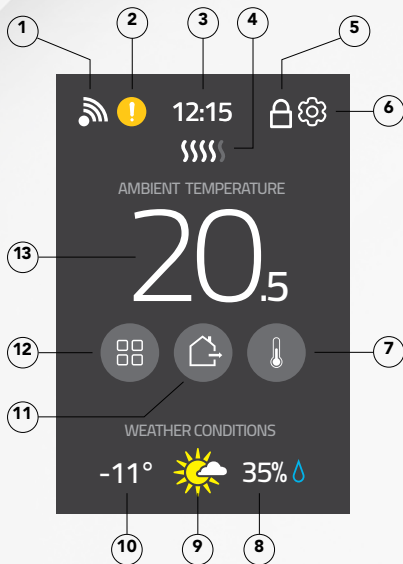 1 2 3 4 5
12:15
6
AMBIENT TEMPERATURE
20.5
13
12
7
11
WEATHER CONDITIONS
-11° 35%
10 9 8